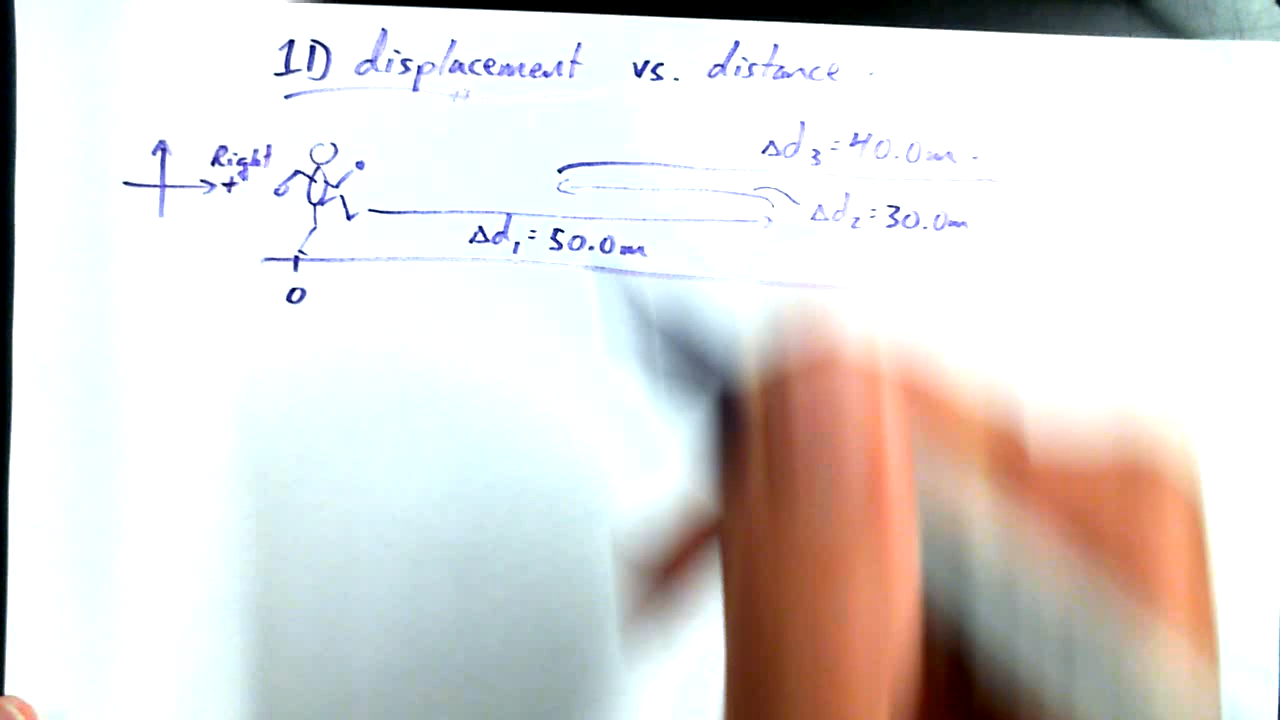 1D displacement vs. distance.
Δd₃ = 40.0m.
Right
+
Δd₂ = 30.0m
Δd₁ = 50.0m
0